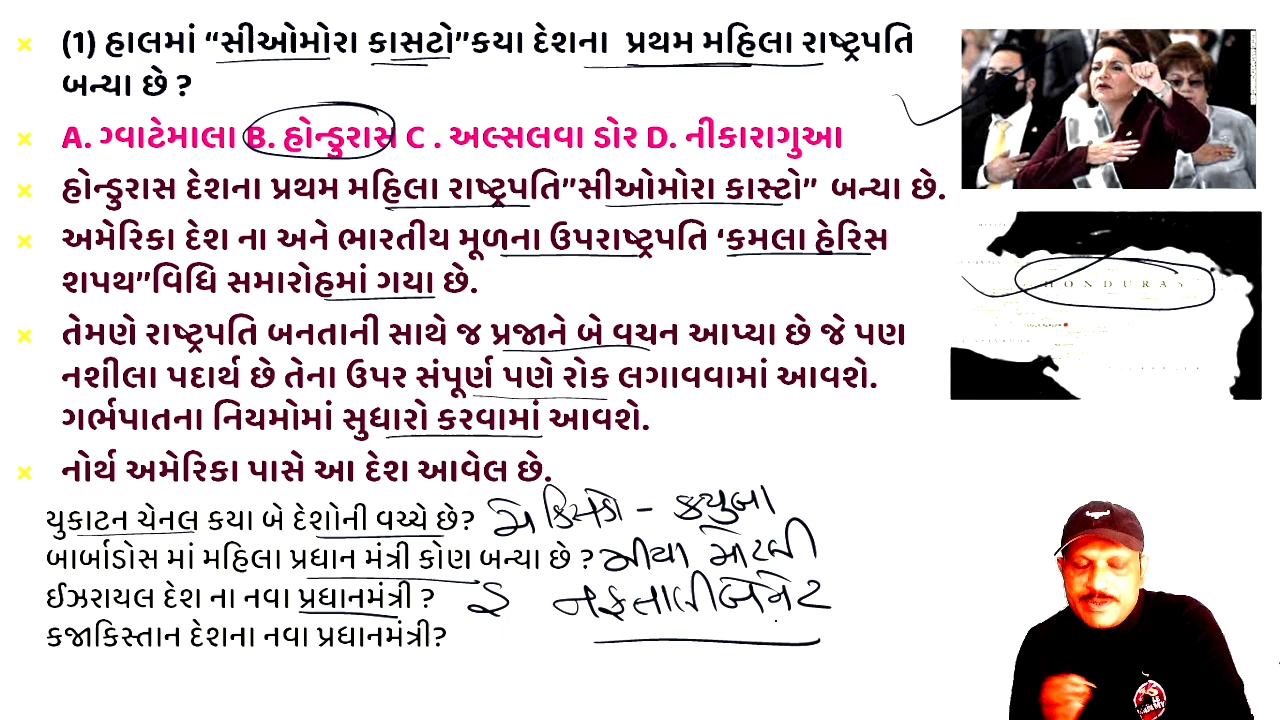 (1) હાલમાં “સીઓમોરા કાસટો”કયા દેશના પ્રથમ મહિલા રાષ્ટ્રપતિ
બન્યા છે ?
A. ગ્વાટેમાલા B. હોન્ડુરાસ C . અલ્સલવા ડોર D. નીકારાગુઆ
હોન્ડુરાસ દેશના પ્રથમ મહિલા રાષ્ટ્રપતિ”સીઓમોરા કાસ્ટો” બન્યા છે.
અમેરિકા દેશ ના અને ભારતીય મૂળના ઉપરાષ્ટ્રપતિ ‘કમલા હેરિસ
શપથ”વિધિ સમારોહમાં ગયા છે.
તેમણે રાષ્ટ્રપતિ બનતાની સાથે જ પ્રજાને બે વચન આપ્યા છે જે પણ
નશીલા પદાર્થ છે તેના ઉપર સંપૂર્ણ પણે રોક લગાવવામાં આવશે.
ગર્ભપાતના નિયમોમાં સુધારો કરવામાં આવશે.
નોર્થ અમેરિકા પાસે આ દેશ આવેલ છે.
યુકાટન ચેનલ કયા બે દેશોની વચ્ચે છે? મેક્સિકો - ક્યુબા
બાર્બાડોસ માં મહિલા પ્રધાન મંત્રી કોણ બન્યા છે ? મીયા મોટલી
ઈઝરાયલ દેશ ના નવા પ્રધાનમંત્રી ? નફતાલી બેનેટ
કજાકિસ્તાન દેશના નવા પ્રધાનમંત્રી?
HONDURAS